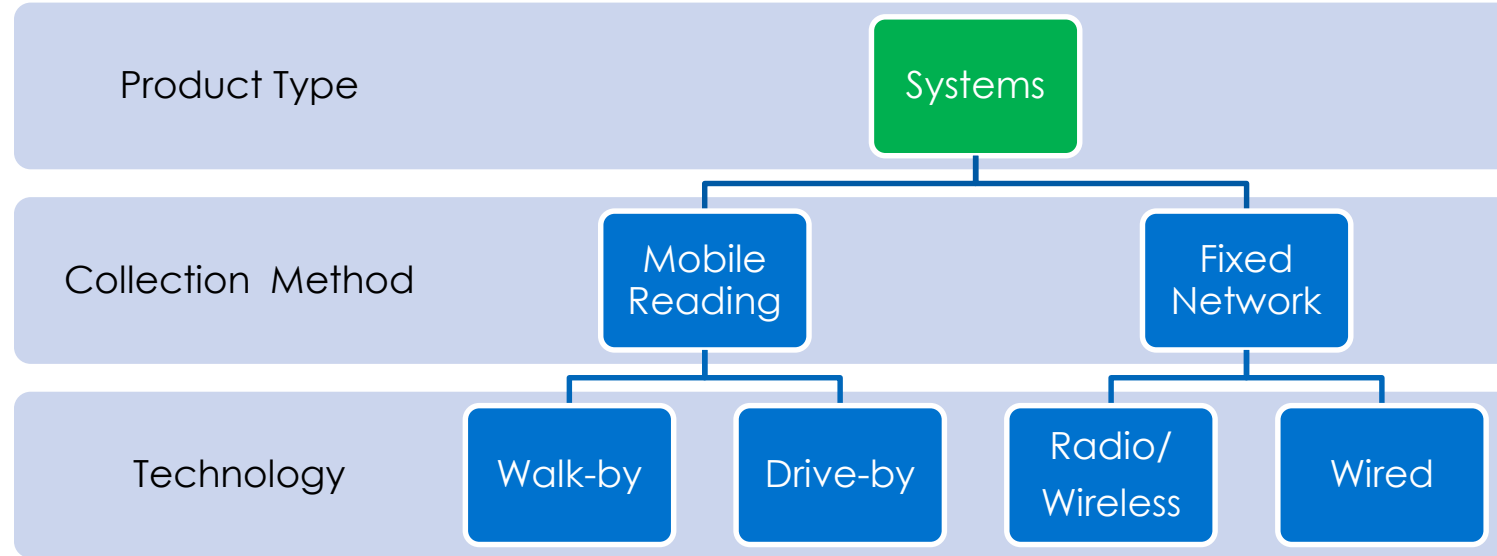 Product Type
Systems
Collection  Method
Mobile
Reading
Fixed
Network
Technology
Walk-by
Drive-by
Radio/
Wireless
Wired